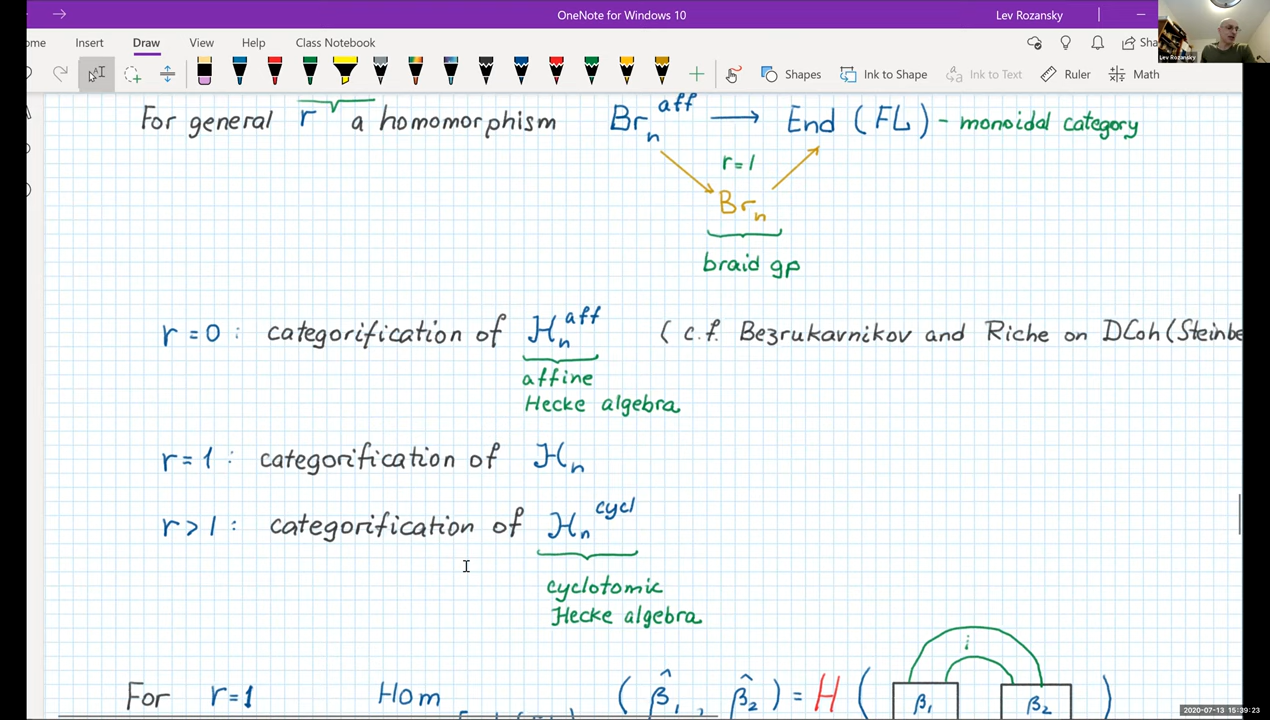 OneNote for Windows 10
Lev Rozansky
Lev Rozansky
Insert Draw View Help Class Notebook
Shapes Ink to Shape Ink to Text Ruler Math
For general r a homomorphism Br_n^aff → End (FL) - monoidal category
r=1
Br_n
braid gp
r = 0 : categorification of H_n^aff ( c.f. Bezrukavnikov and Riche on DCoh (Steinbe
affine
Hecke algebra
r = 1 : categorification of H_n
r > 1 : categorification of H_n^cycl
cyclotomic
Hecke algebra
i
For r=1 Hom ( β̂_1 , β̂_2 ) = H ( β_1 β_2 )
2020-07-13 15:39:23